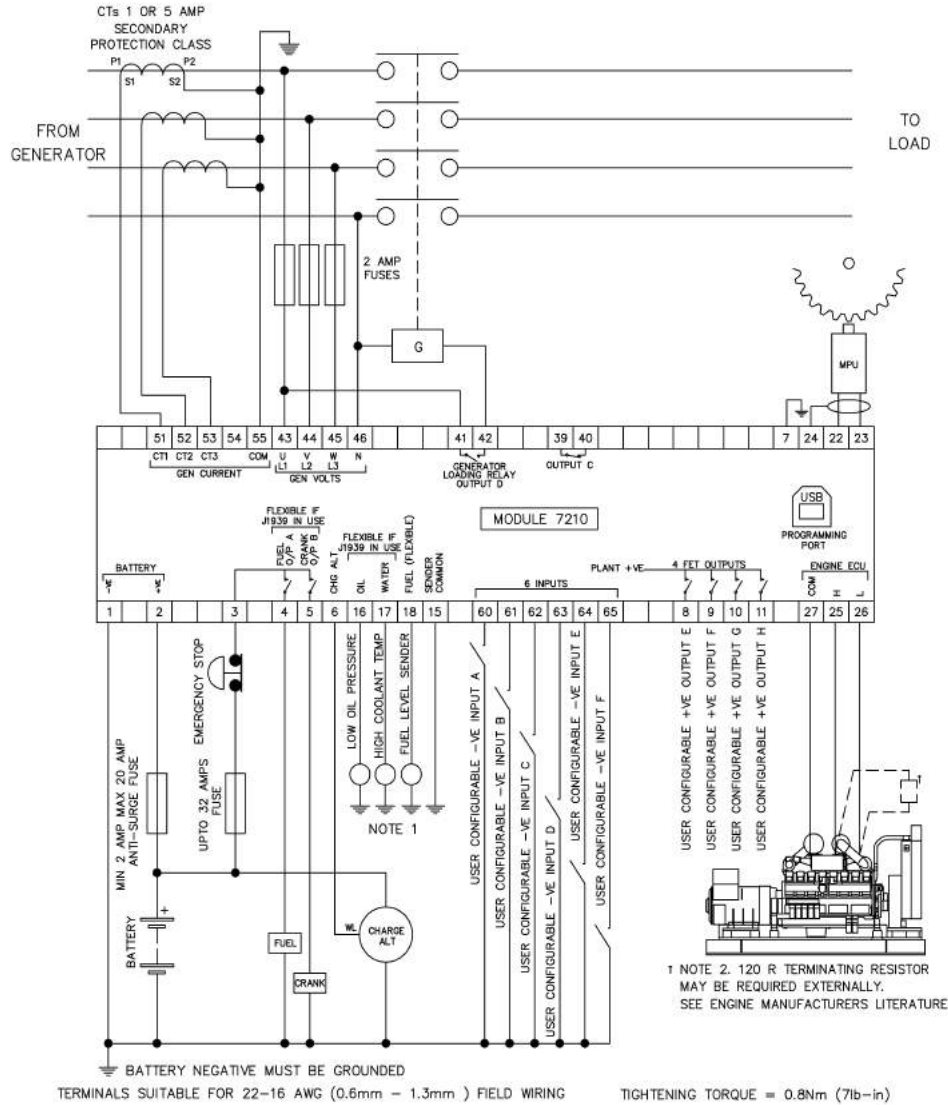 CTs 1 OR 5 AMP
SECONDARY
PROTECTION CLASS
P1
P2
S1
S2
FROM
GENERATOR
TO
LOAD
2 AMP
FUSES
G
MPU
51 52 53 54 55 43 44 45 46
41 42
39 40
7 24 22 23
CT1 CT2 CT3 COM
GEN CURRENT
U V W N
L1 L2 L3
GEN VOLTS
GENERATOR
LOADING RELAY
OUTPUT D
OUTPUT C
MODULE 7210
USB
PROGRAMMING
PORT
BATTERY
-VE
+VE
FLEXIBLE IF
J1939 IN USE
FUEL
O/P A
CRANK
O/P B
CHG ALT
FLEXIBLE IF
J1939 IN USE
OIL
WATER
FUEL (FLEXIBLE)
SENDER
COMMON
6 INPUTS
PLANT +VE
4 FET OUTPUTS
ENGINE ECU
COM
H
L
1 2 3 4 5 6 16 17 18 15
60 61 62 63 64 65
8 9 10 11
27 25 26
MIN 2 AMP MAX 20 AMP
ANTI-SURGE FUSE
EMERGENCY STOP
UPTO 32 AMPS
FUSE
LOW OIL PRESSURE
HIGH COOLANT TEMP
FUEL LEVEL SENDER
NOTE 1
USER CONFIGURABLE -VE INPUT A
USER CONFIGURABLE -VE INPUT B
USER CONFIGURABLE -VE INPUT C
USER CONFIGURABLE -VE INPUT D
USER CONFIGURABLE -VE INPUT E
USER CONFIGURABLE -VE INPUT F
USER CONFIGURABLE +VE OUTPUT E
USER CONFIGURABLE +VE OUTPUT F
USER CONFIGURABLE +VE OUTPUT G
USER CONFIGURABLE +VE OUTPUT H
BATTERY
+
FUEL
CRANK
WL
CHARGE
ALT
†
† NOTE 2. 120 R TERMINATING RESISTOR
MAY BE REQUIRED EXTERNALLY.
SEE ENGINE MANUFACTURERS LITERATURE
BATTERY NEGATIVE MUST BE GROUNDED
TERMINALS SUITABLE FOR 22-16 AWG (0.6mm - 1.3mm ) FIELD WIRING
TIGHTENING TORQUE = 0.8Nm (7lb-in)